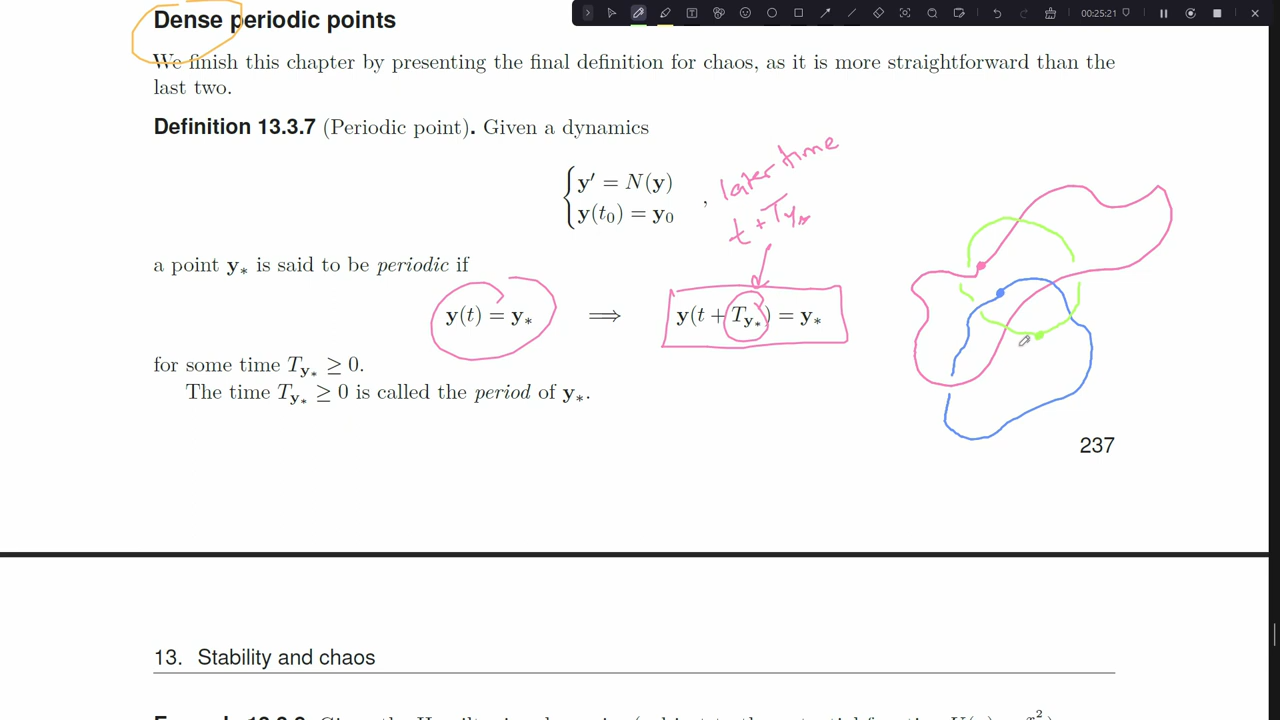 00:25:21
Dense periodic points
We finish this chapter by presenting the final definition for chaos, as it is more straightforward than the
last two.
Definition 13.3.7 (Periodic point). Given a dynamics
{ y′ = N(y)
y(t₀) = y₀ ,
later time
t + Ty*
a point y* is said to be periodic if
y(t) = y* ⟹ y(t + Ty*) = y*
for some time Ty* ≥ 0.
The time Ty* ≥ 0 is called the period of y*.
237
13. Stability and chaos